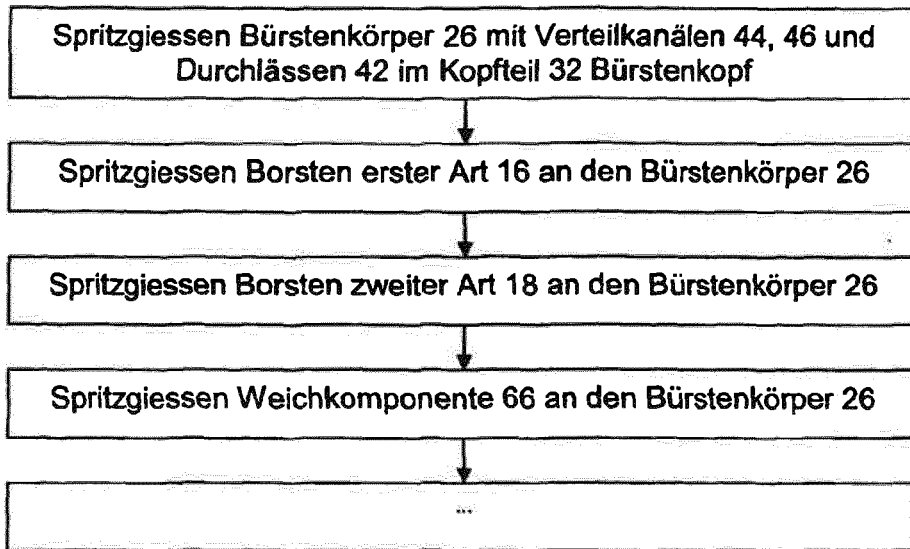 Spritzgiessen Bürstenkörper 26 mit Verteilkanälen 44, 46 und
Durchlässen 42 im Kopfteil 32 Bürstenkopf
Spritzgiessen Borsten erster Art 16 an den Bürstenkörper 26
Spritzgiessen Borsten zweiter Art 18 an den Bürstenkörper 26
Spritzgiessen Weichkomponente 66 an den Bürstenkörper 26
...